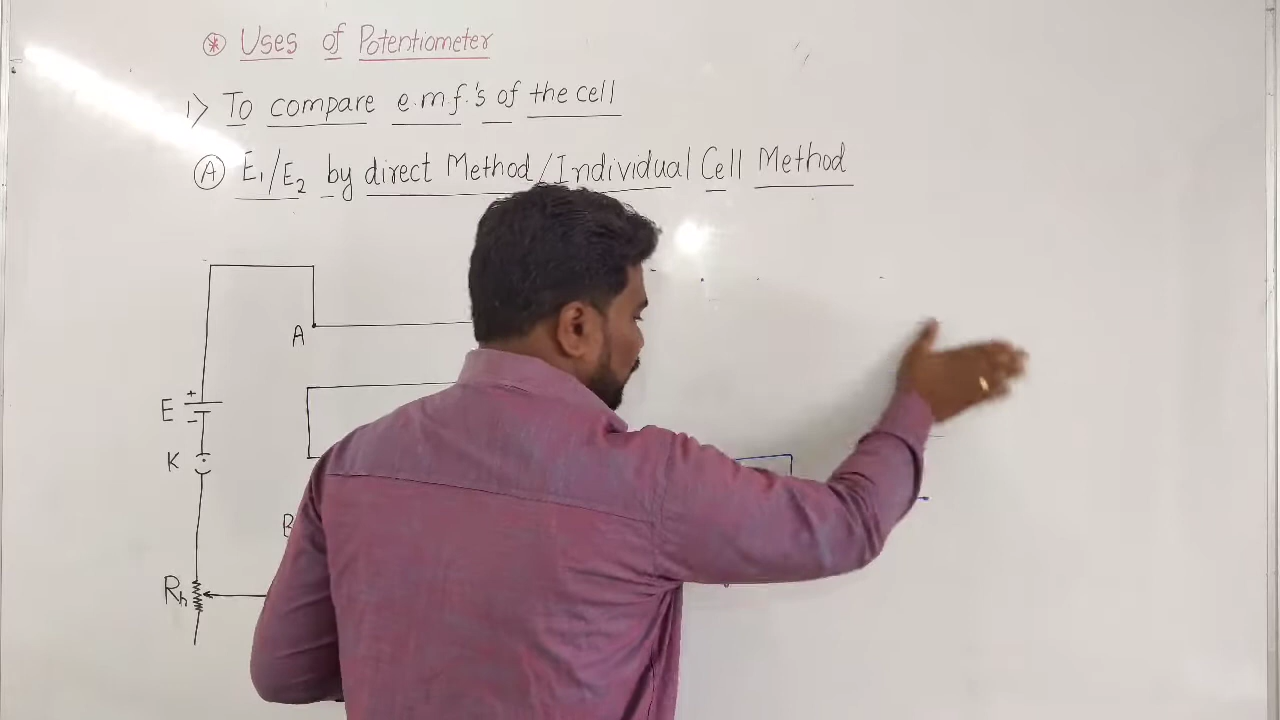 * Uses of Potentiometer
1> To compare e.m.f.'s of the cell
A E₁/E₂ by direct Method/Individual Cell Method
A
+
E
-
K
B
Rh